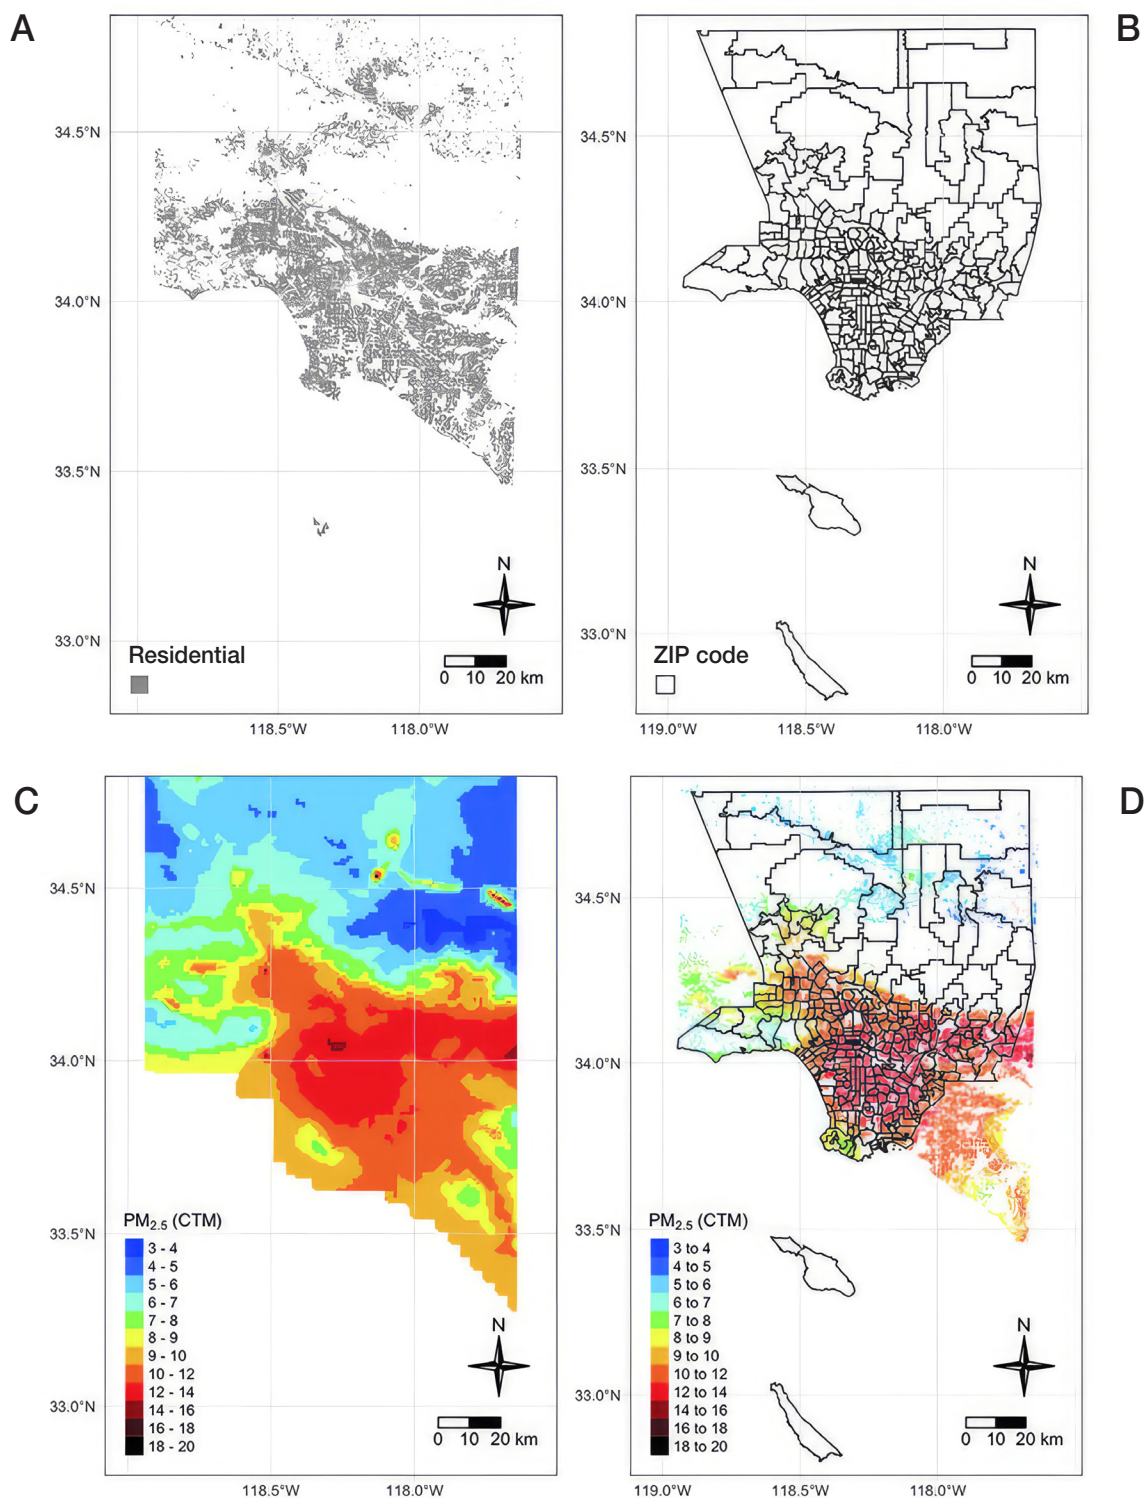 A
34.5°N
34.0°N
33.5°N
33.0°N
N
Residential
0 10 20 km
118.5°W 118.0°W
B
34.5°N
34.0°N
33.5°N
33.0°N
N
ZIP code
0 10 20 km
119.0°W 118.5°W 118.0°W
C
34.5°N
34.0°N
33.5°N
33.0°N
PM2.5 (CTM)
3 - 4
4 - 5
5 - 6
6 - 7
7 - 8
8 - 9
9 - 10
10 - 12
12 - 14
14 - 16
16 - 18
18 - 20
N
0 10 20 km
118.5°W 118.0°W
D
34.5°N
34.0°N
33.5°N
33.0°N
PM2.5 (CTM)
3 to 4
4 to 5
5 to 6
6 to 7
7 to 8
8 to 9
9 to 10
10 to 12
12 to 14
14 to 16
16 to 18
18 to 20
N
0 10 20 km
119.0°W 118.5°W 118.0°W